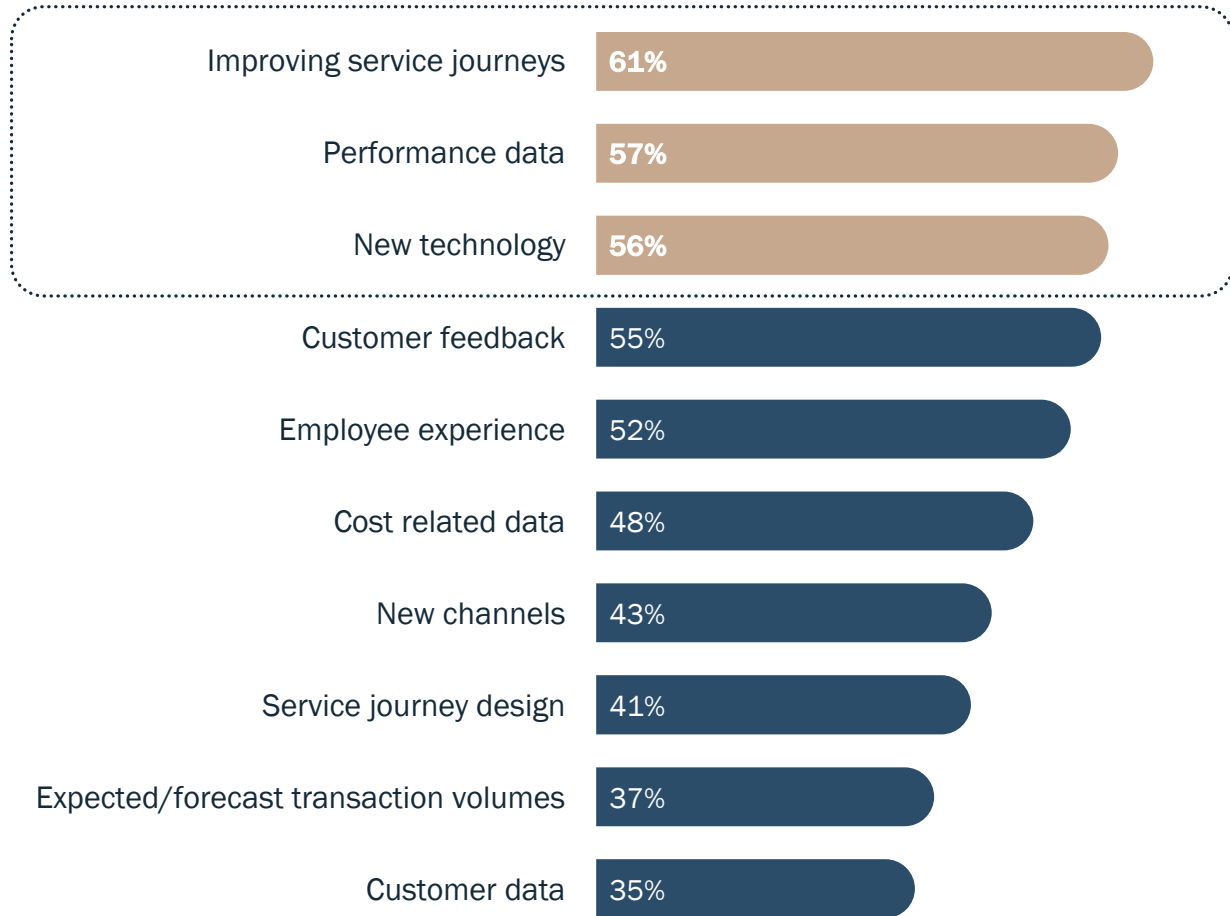 Improving service journeys 61%
Performance data 57%
New technology 56%
Customer feedback 55%
Employee experience 52%
Cost related data 48%
New channels 43%
Service journey design 41%
Expected/forecast transaction volumes 37%
Customer data 35%